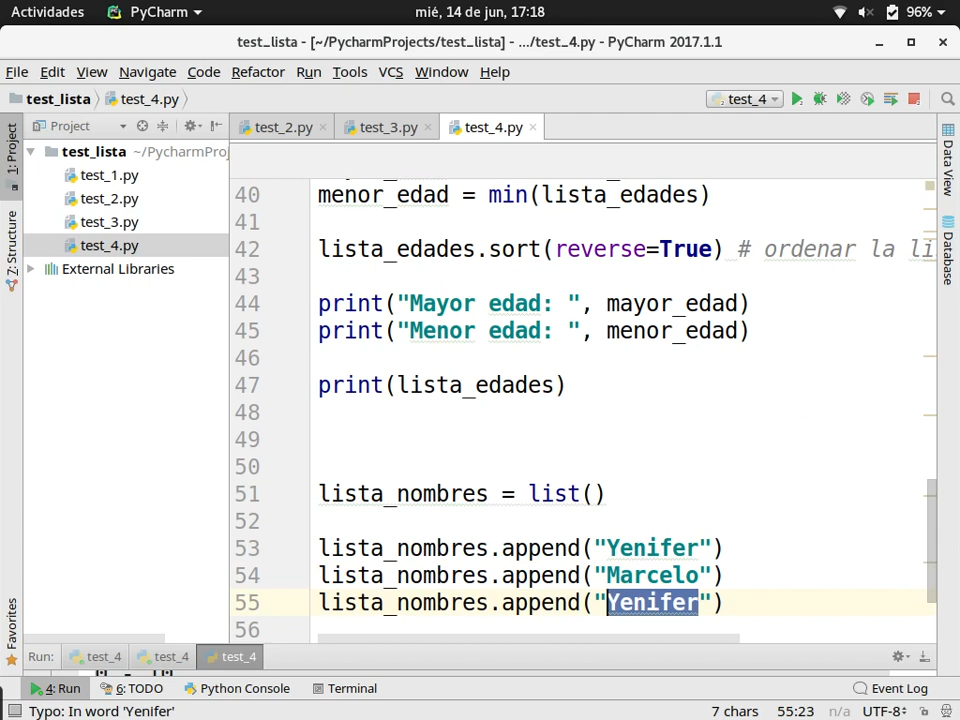 Actividades PyCharm mié, 14 de jun, 17:18 96%
test_lista - [~/PycharmProjects/test_lista] - .../test_4.py - PyCharm 2017.1.1
File Edit View Navigate Code Refactor Run Tools VCS Window Help
test_lista test_4.py test_4
Project test_2.py test_3.py test_4.py
1: Project
7: Structure
Favorites
test_lista ~/PycharmProj
test_1.py
test_2.py
test_3.py
test_4.py
External Libraries
40 menor_edad = min(lista_edades)
41
42 lista_edades.sort(reverse=True) # ordenar la li
43
44 print("Mayor edad: ", mayor_edad)
45 print("Menor edad: ", menor_edad)
46
47 print(lista_edades)
48
49
50
51 lista_nombres = list()
52
53 lista_nombres.append("Yenifer")
54 lista_nombres.append("Marcelo")
55 lista_nombres.append("Yenifer")
56
Data View
Database
Run: test_4 test_4 test_4
4: Run 6: TODO Python Console Terminal Event Log
Typo: In word 'Yenifer' 7 chars 55:23 n/a UTF-8